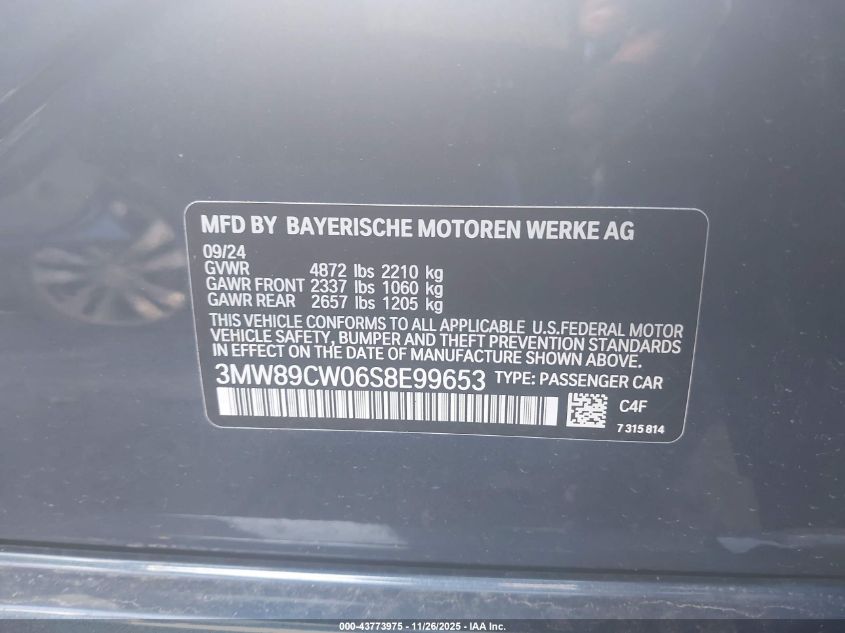 MFD BY BAYERISCHE MOTOREN WERKE AG
09/24
GVWR 4872 lbs 2210 kg
GAWR FRONT 2337 lbs 1060 kg
GAWR REAR 2657 lbs 1205 kg
THIS VEHICLE CONFORMS TO ALL APPLICABLE U.S.FEDERAL MOTOR
VEHICLE SAFETY, BUMPER AND THEFT PREVENTION STANDARDS
IN EFFECT ON THE DATE OF MANUFACTURE SHOWN ABOVE.
3MW89CW06S8E99653 TYPE: PASSENGER CAR
C4F
7 315 814
000-43773975 - 11/26/2025 - IAA Inc.